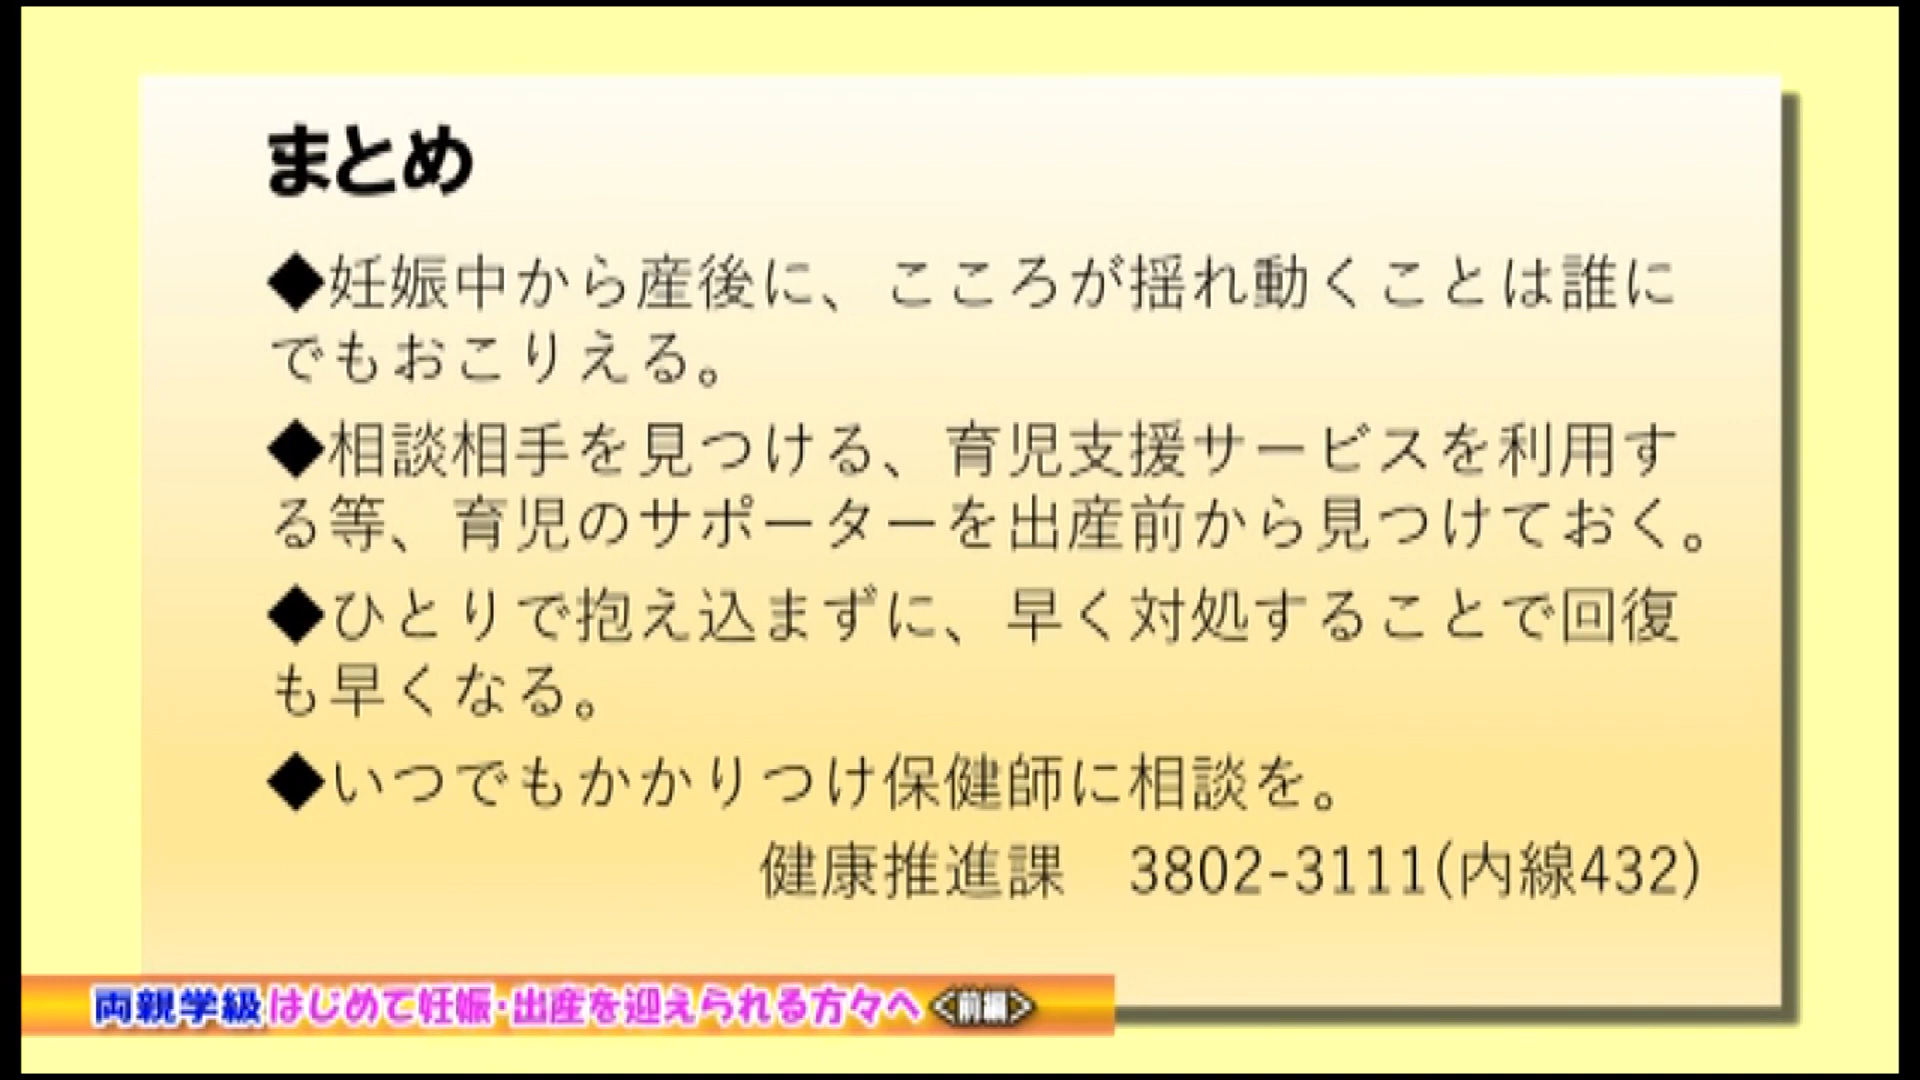 まとめ
◆妊娠中から産後に、こころが揺れ動くことは誰に
でもおこりえる。
◆相談相手を見つける、育児支援サービスを利用す
る等、育児のサポーターを出産前から見つけておく。
◆ひとりで抱え込まずに、早く対処することで回復
も早くなる。
◆いつでもかかりつけ保健師に相談を。
健康推進課　3802-3111(内線432)
両親学級はじめて妊娠・出産を迎えられる方々へ<前編>